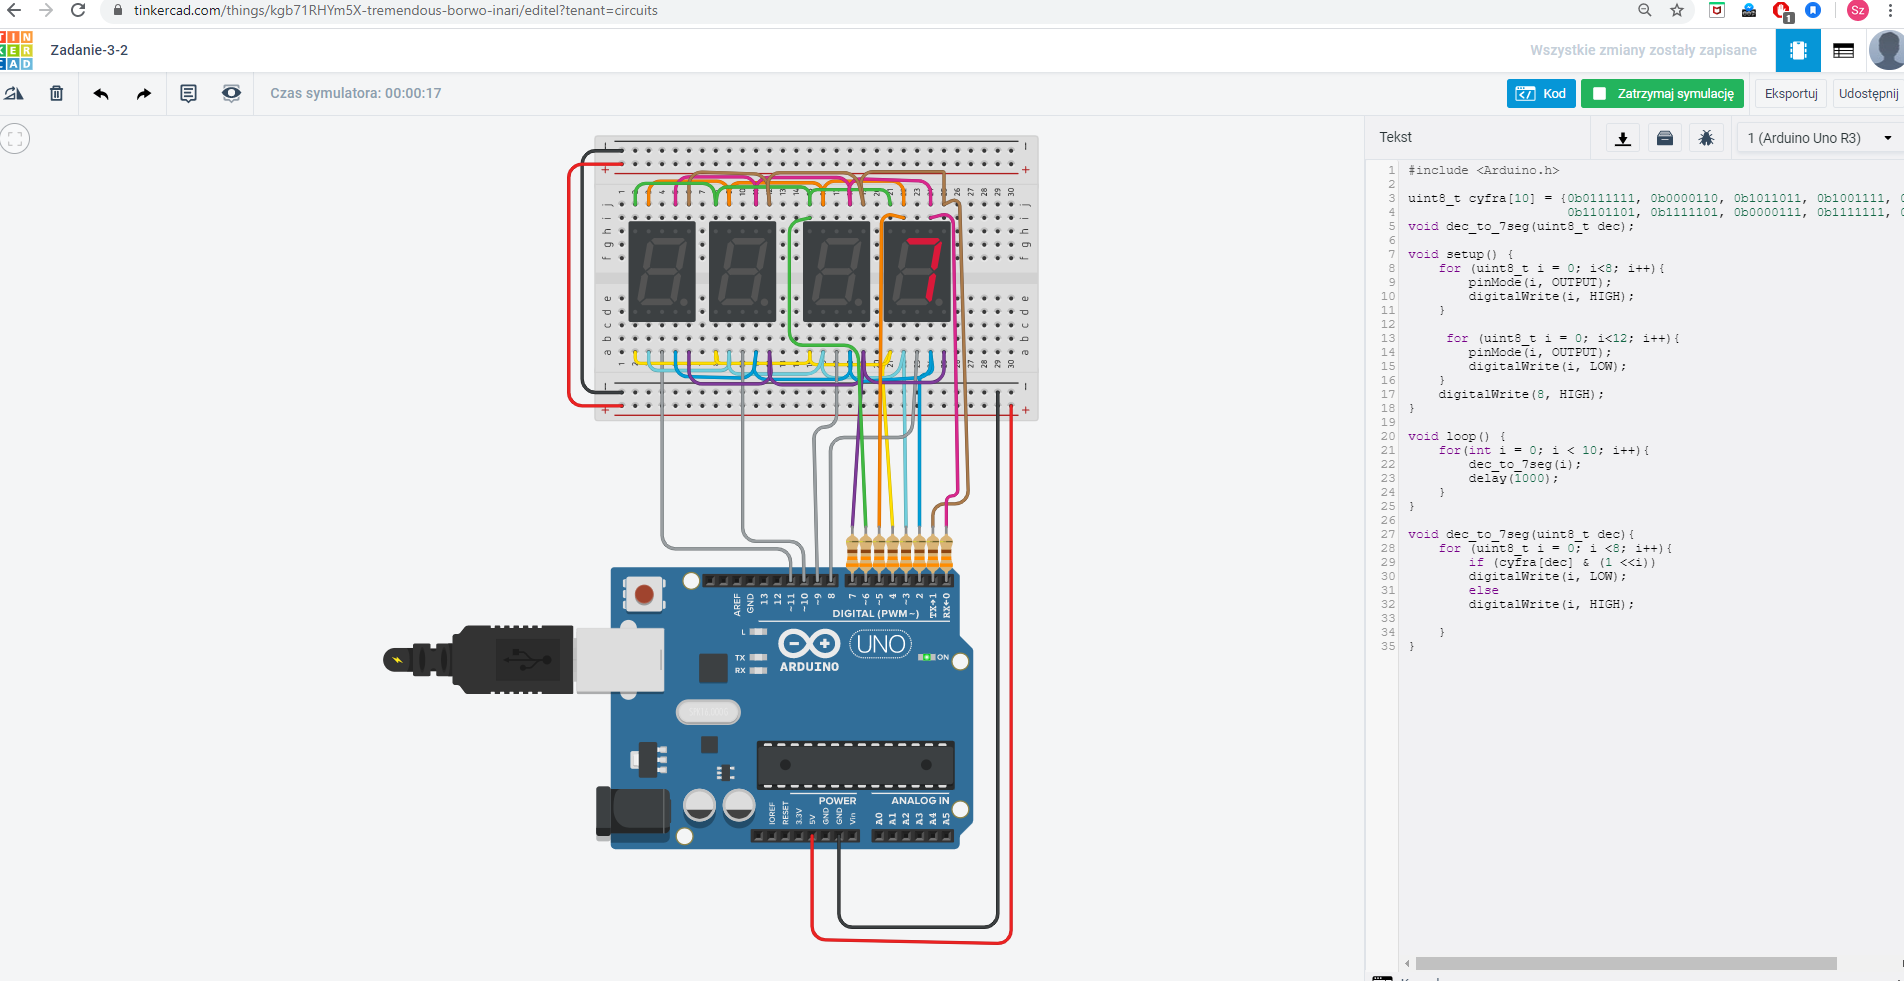 tinkercad.com/things/kgb71RHYm5X-tremendous-borwo-inari/editel?tenant=circuits
Sz
1
TIN
KER
CAD
Zadanie-3-2
Wszystkie zmiany zostały zapisane
Czas symulatora: 00:00:17
Kod
Zatrzymaj symulację
Eksportuj
Udostępnij
Tekst
1 (Arduino Uno R3)
1 #include <Arduino.h>
2
3 uint8_t cyfra[10] = {0b0111111, 0b0000110, 0b1011011, 0b1001111,
4 0b1101101, 0b1111101, 0b0000111, 0b1111111,
5 void dec_to_7seg(uint8_t dec);
6
7 void setup() {
8 for (uint8_t i = 0; i<8; i++){
9 pinMode(i, OUTPUT);
10 digitalWrite(i, HIGH);
11 }
12
13 for (uint8_t i = 0; i<12; i++){
14 pinMode(i, OUTPUT);
15 digitalWrite(i, LOW);
16 }
17 digitalWrite(8, HIGH);
18 }
19
20 void loop() {
21 for(int i = 0; i < 10; i++){
22 dec_to_7seg(i);
23 delay(1000);
24 }
25 }
26
27 void dec_to_7seg(uint8_t dec){
28 for (uint8_t i = 0; i <8; i++){
29 if (cyfra[dec] & (1 <<i))
30 digitalWrite(i, LOW);
31 else
32 digitalWrite(i, HIGH);
33
34 }
35 }
7
AREF GND 13 12 ~11 ~10 ~9 8 7 ~6 ~5 4 ~3 2 TX→1 RX←0
DIGITAL (PWM~)
L
TX
RX
ARDUINO
UNO
ON
POWER
ANALOG IN
IOREF RESET 3.3V 5V GND GND Vin A0 A1 A2 A3 A4 A5